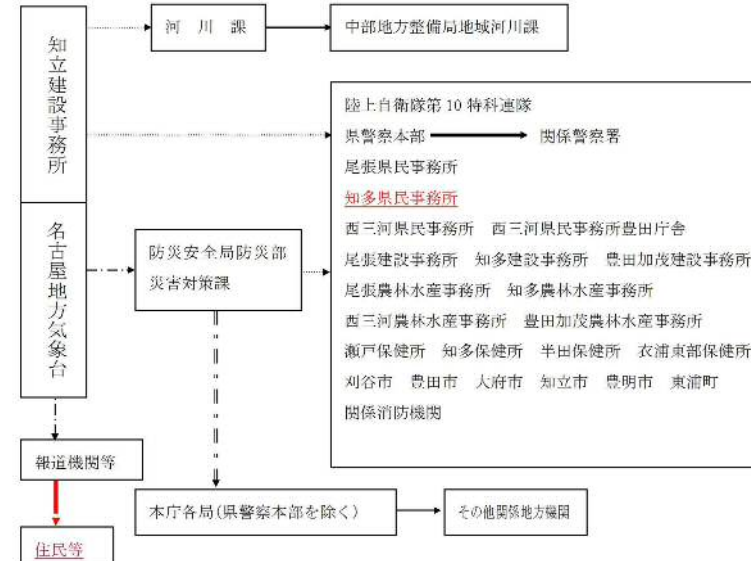 知立建設事務所
河　川　課
中部地方整備局地域河川課
陸上自衛隊第10特科連隊
県警察本部　関係警察署
尾張県民事務所
知多県民事務所
西三河県民事務所　西三河県民事務所豊田庁舎
尾張建設事務所　知多建設事務所　豊田加茂建設事務所
尾張農林水産事務所　知多農林水産事務所
西三河農林水産事務所　豊田加茂農林水産事務所
瀬戸保健所　知多保健所　半田保健所　衣浦東部保健所
刈谷市　豊田市　大府市　知立市　豊明市　東浦町
関係消防機関
名古屋地方気象台
防災安全局防災部
災害対策課
報道機関等
住民等
本庁各局(県警察本部を除く)
その他関係地方機関